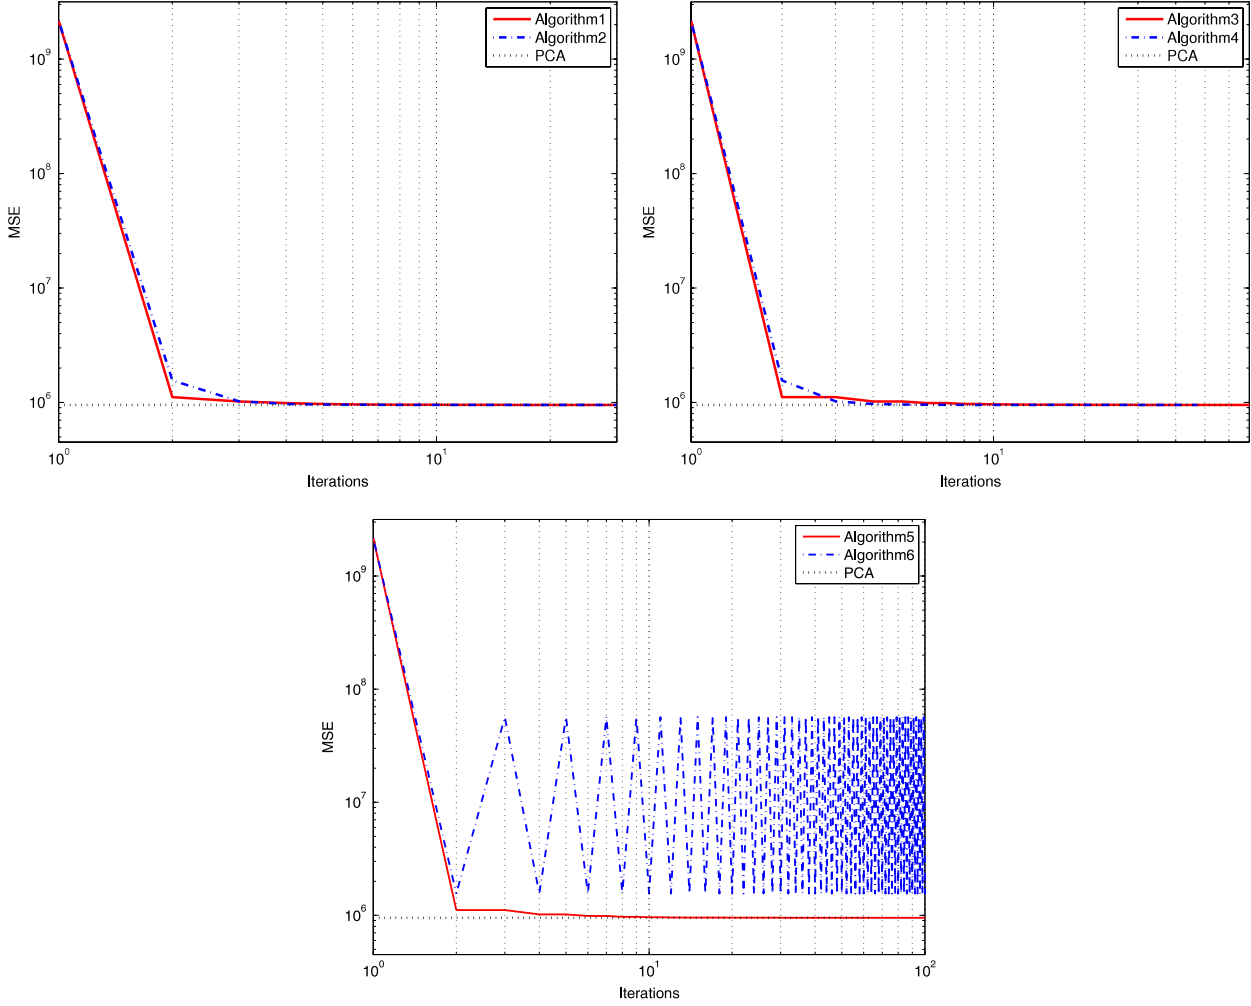 Algorithm1
Algorithm2
PCA
10^9
10^8
10^7
10^6
MSE
10^0
10^1
Iterations
Algorithm3
Algorithm4
PCA
10^9
10^8
10^7
10^6
MSE
10^0
10^1
Iterations
Algorithm5
Algorithm6
PCA
10^9
10^8
10^7
10^6
MSE
10^0
10^1
10^2
Iterations